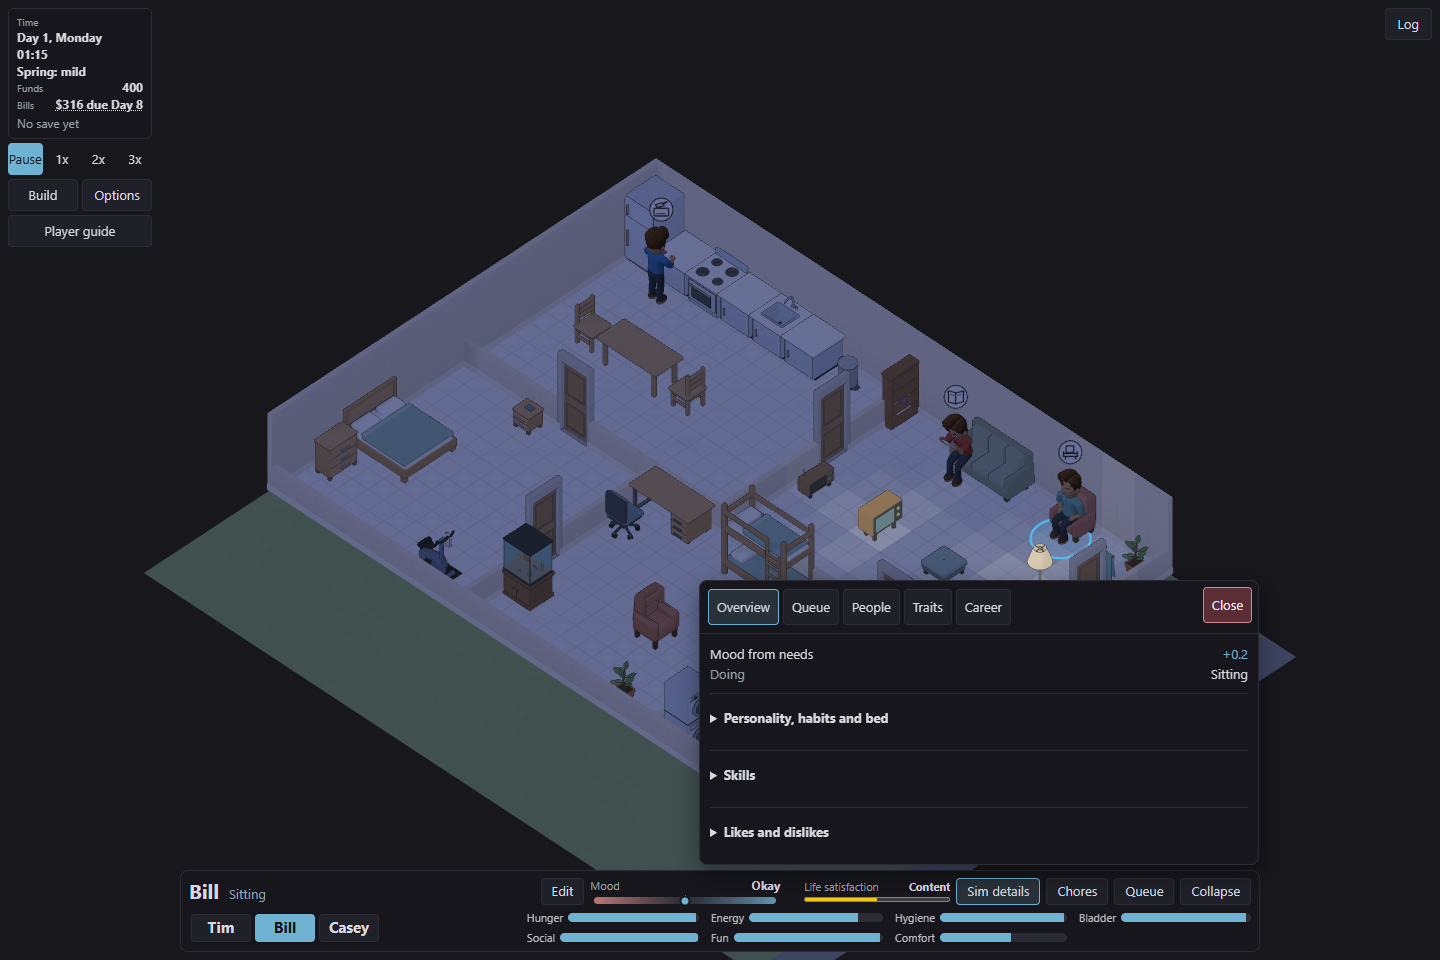 Time
Day 1, Monday
01:15
Spring: mild
Funds 400
Bills $316 due Day 8
No save yet
Pause 1x 2x 3x
Build Options
Player guide
Log
Overview Queue People Traits Career Close
Mood from needs +0.2
Doing Sitting
Personality, habits and bed
Skills
Likes and dislikes
Bill Sitting
Tim Bill Casey
Edit Mood Okay Life satisfaction Content Sim details Chores Queue Collapse
Hunger Energy Hygiene Bladder
Social Fun Comfort